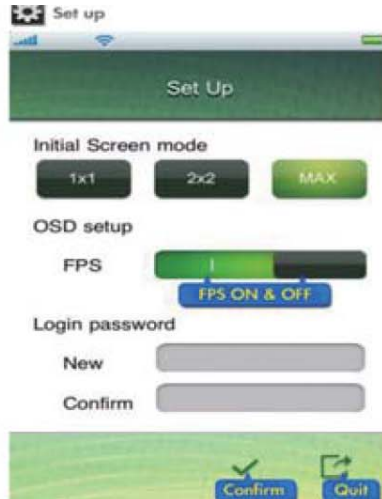 Set up
Set Up
Initial Screen mode
1x1 2x2 MAX
OSD setup
FPS
FPS ON & OFF
Login password
New
Confirm
Confirm Quit